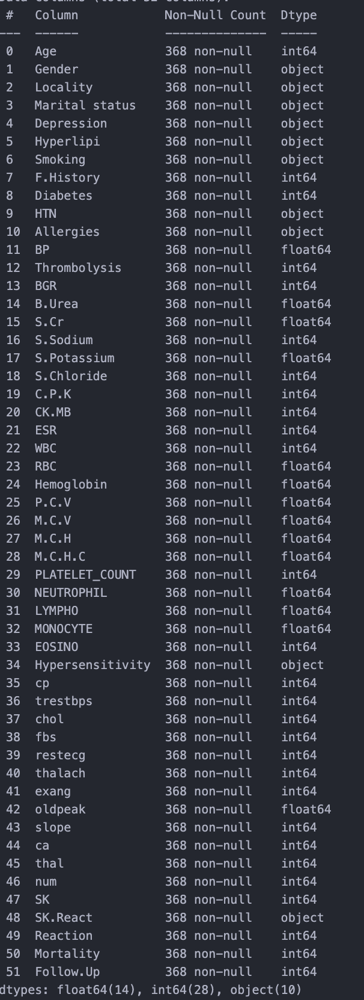 Data columns (total 52 columns):
 #   Column            Non-Null Count  Dtype
---  ------            --------------  -----
 0   Age               368 non-null    int64
 1   Gender            368 non-null    object
 2   Locality          368 non-null    object
 3   Marital status    368 non-null    object
 4   Depression        368 non-null    object
 5   Hyperlipi         368 non-null    object
 6   Smoking           368 non-null    object
 7   F.History         368 non-null    int64
 8   Diabetes          368 non-null    int64
 9   HTN               368 non-null    object
 10  Allergies         368 non-null    object
 11  BP                368 non-null    float64
 12  Thrombolysis      368 non-null    int64
 13  BGR               368 non-null    int64
 14  B.Urea            368 non-null    float64
 15  S.Cr              368 non-null    float64
 16  S.Sodium          368 non-null    int64
 17  S.Potassium       368 non-null    float64
 18  S.Chloride        368 non-null    int64
 19  C.P.K             368 non-null    int64
 20  CK.MB             368 non-null    int64
 21  ESR               368 non-null    int64
 22  WBC               368 non-null    int64
 23  RBC               368 non-null    float64
 24  Hemoglobin        368 non-null    float64
 25  P.C.V             368 non-null    float64
 26  M.C.V             368 non-null    float64
 27  M.C.H             368 non-null    float64
 28  M.C.H.C           368 non-null    float64
 29  PLATELET_COUNT    368 non-null    int64
 30  NEUTROPHIL        368 non-null    float64
 31  LYMPHO            368 non-null    float64
 32  MONOCYTE          368 non-null    float64
 33  EOSINO            368 non-null    int64
 34  Hypersensitivity  368 non-null    object
 35  cp                368 non-null    int64
 36  trestbps          368 non-null    int64
 37  chol              368 non-null    int64
 38  fbs               368 non-null    int64
 39  restecg           368 non-null    int64
 40  thalach           368 non-null    int64
 41  exang             368 non-null    int64
 42  oldpeak           368 non-null    float64
 43  slope             368 non-null    int64
 44  ca                368 non-null    int64
 45  thal              368 non-null    int64
 46  num               368 non-null    int64
 47  SK                368 non-null    int64
 48  SK.React          368 non-null    object
 49  Reaction          368 non-null    int64
 50  Mortality         368 non-null    int64
 51  Follow.Up         368 non-null    int64
dtypes: float64(14), int64(28), object(10)